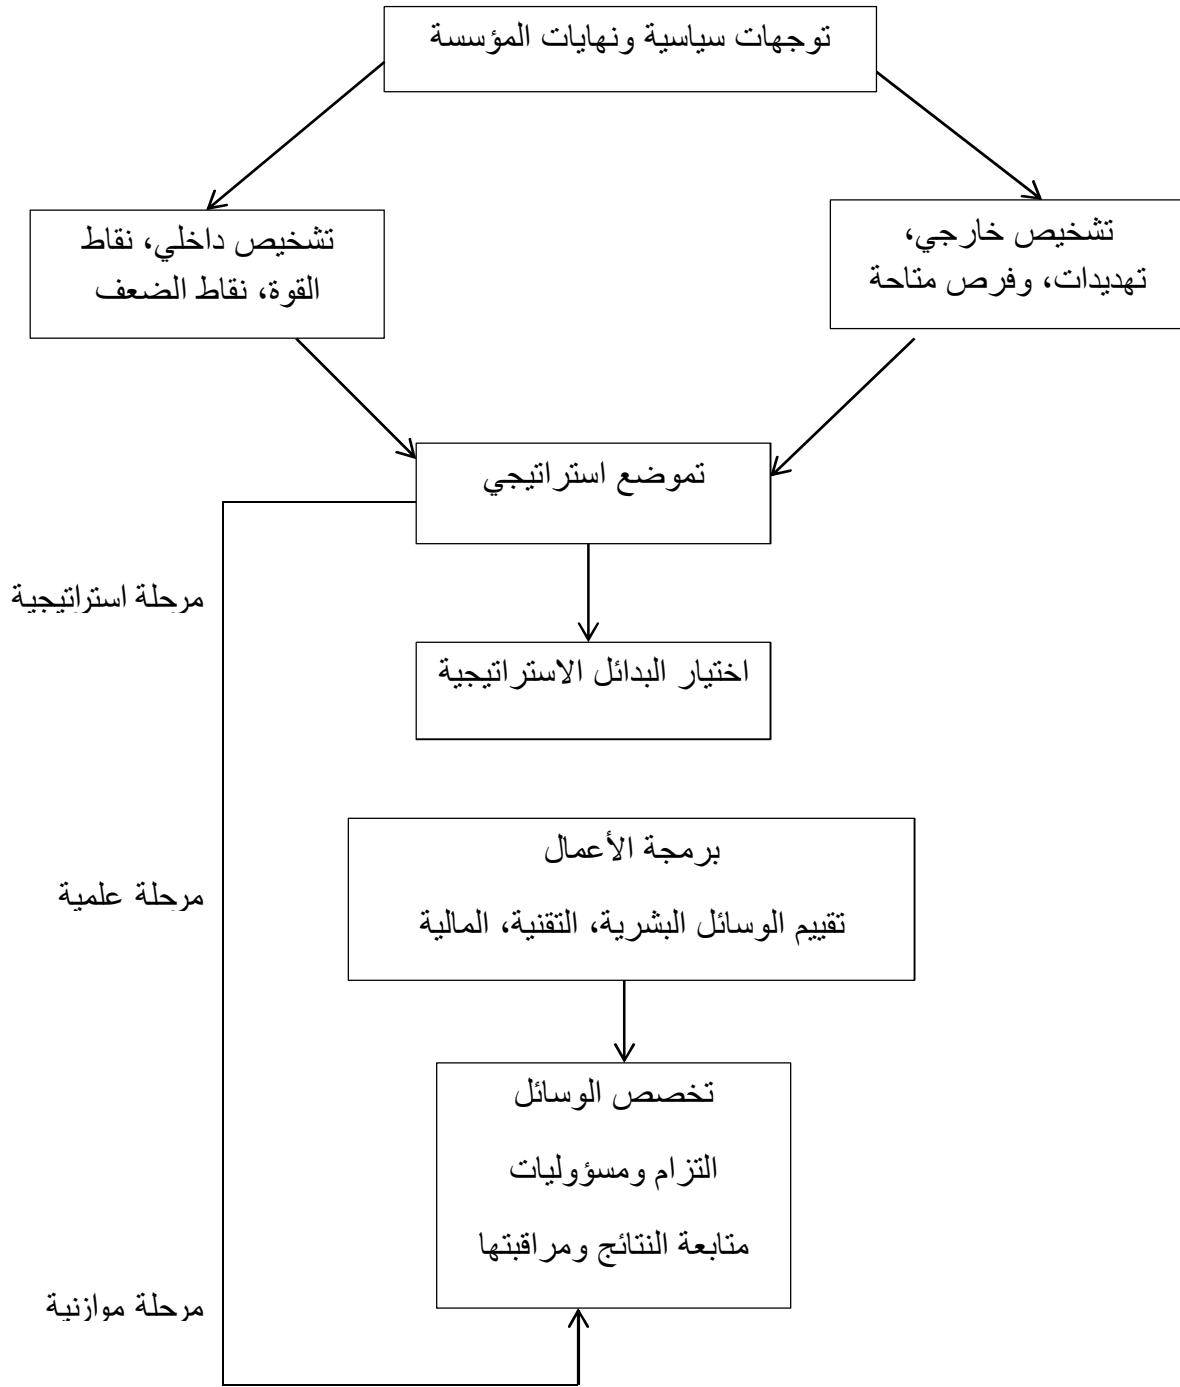 توجهات سياسية ونهايات المؤسسة
تشخيص خارجي،
تهديدات، وفرص متاحة
تشخيص داخلي، نقاط
القوة، نقاط الضعف
تموضع استراتيجي
مرحلة استراتيجية
اختيار البدائل الاستراتيجية
برمجة الأعمال
تقييم الوسائل البشرية، التقنية، المالية
مرحلة علمية
تخصص الوسائل
التزام ومسؤوليات
متابعة النتائج ومراقبتها
مرحلة موازنية